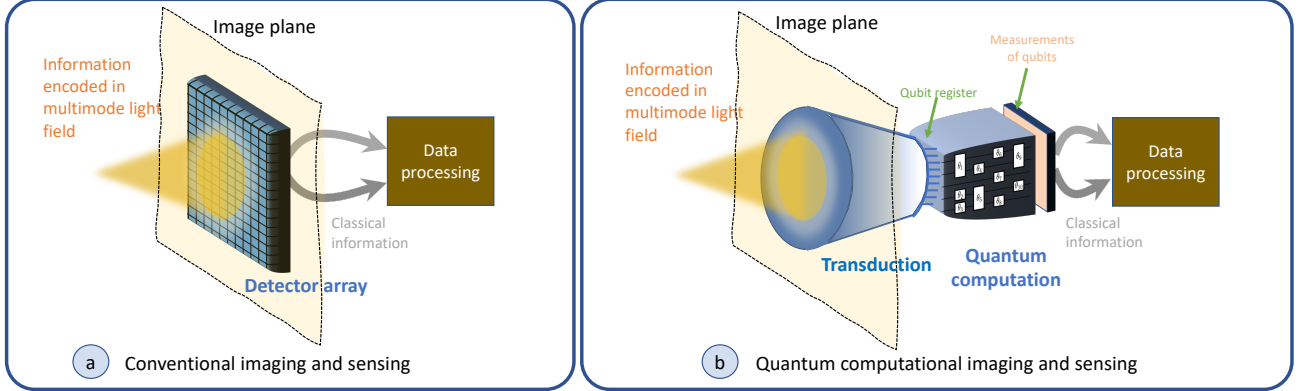 Image plane
Information
encoded in
multimode light
field
Data
processing
Classical
information
Detector array
a Conventional imaging and sensing
Image plane
Measurements
of qubits
Information
encoded in
multimode light
field
Qubit register
Data
processing
Classical
information
Transduction
Quantum
computation
b Quantum computational imaging and sensing